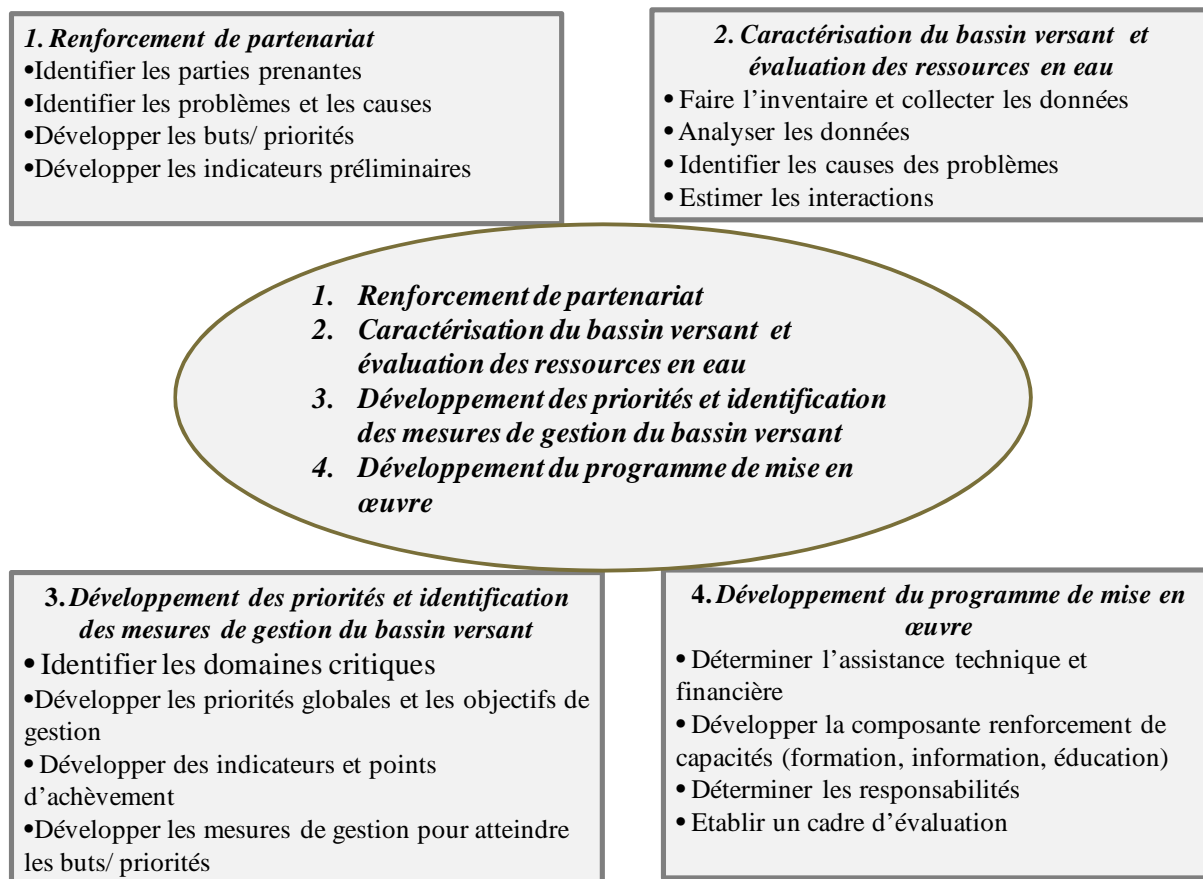 1. Renforcement de partenariat
•Identifier les parties prenantes
•Identifier les problèmes et les causes
•Développer les buts/ priorités
•Développer les indicateurs préliminaires
2. Caractérisation du bassin versant et
évaluation des ressources en eau
• Faire l’inventaire et collecter les données
• Analyser les données
• Identifier les causes des problèmes
• Estimer les interactions
1. Renforcement de partenariat
2. Caractérisation du bassin versant et
évaluation des ressources en eau
3. Développement des priorités et identification
des mesures de gestion du bassin versant
4. Développement du programme de mise en
œuvre
3. Développement des priorités et identification
des mesures de gestion du bassin versant
• Identifier les domaines critiques
•Développer les priorités globales et les objectifs de
gestion
• Développer des indicateurs et points
d’achèvement
•Développer les mesures de gestion pour atteindre
les buts/ priorités
4. Développement du programme de mise en
œuvre
• Déterminer l’assistance technique et
financière
• Développer la composante renforcement de
capacités (formation, information, éducation)
• Déterminer les responsabilités
• Etablir un cadre d’évaluation